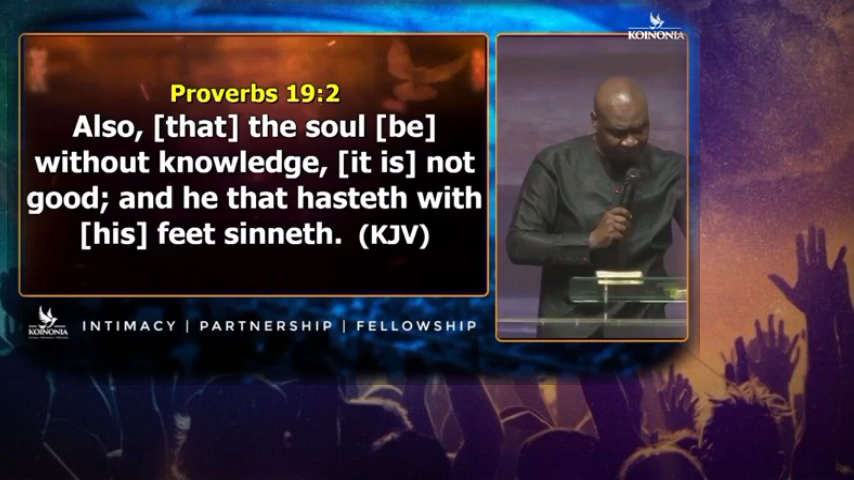 KOINONIA
Proverbs 19:2
Also, [that] the soul [be]
without knowledge, [it is] not
good; and he that hasteth with
[his] feet sinneth. (KJV)
KOINONIA
INTIMACY | PARTNERSHIP | FELLOWSHIP